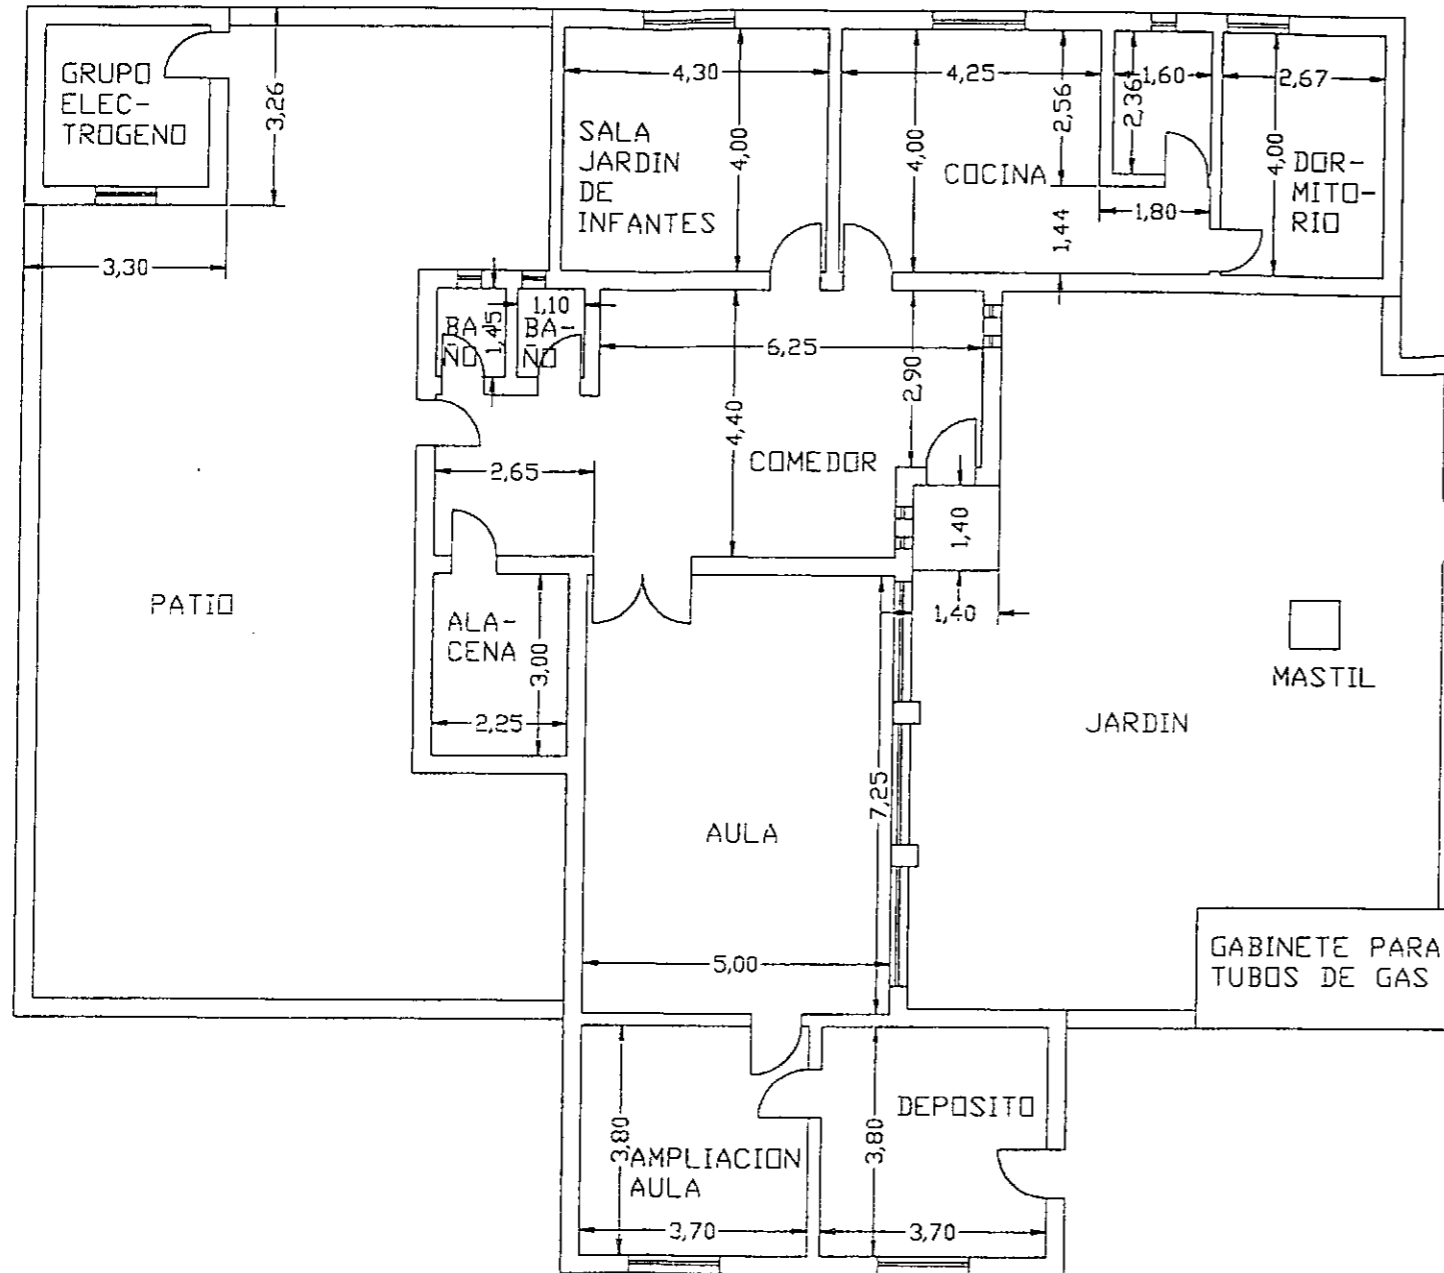 GRUPO
ELEC-
TROGENO
3,26
3,30
4,30
4,00
SALA
JARDIN
DE
INFANTES
4,25
4,00
COCINA
2,56
1,44
1,60
2,36
1,80
2,67
4,00
DOR-
MITO-
RIO
BA
ÑO
1,45
1,10
BA-
ÑO
6,25
2,90
4,40
COMEDOR
2,65
1,40
1,40
PATIO
ALA-
CENA
3,00
2,25
MASTIL
JARDIN
7,25
AULA
5,00
GABINETE PARA
TUBOS DE GAS
3,80
AMPLIACION
AULA
3,70
DEPOSITO
3,80
3,70